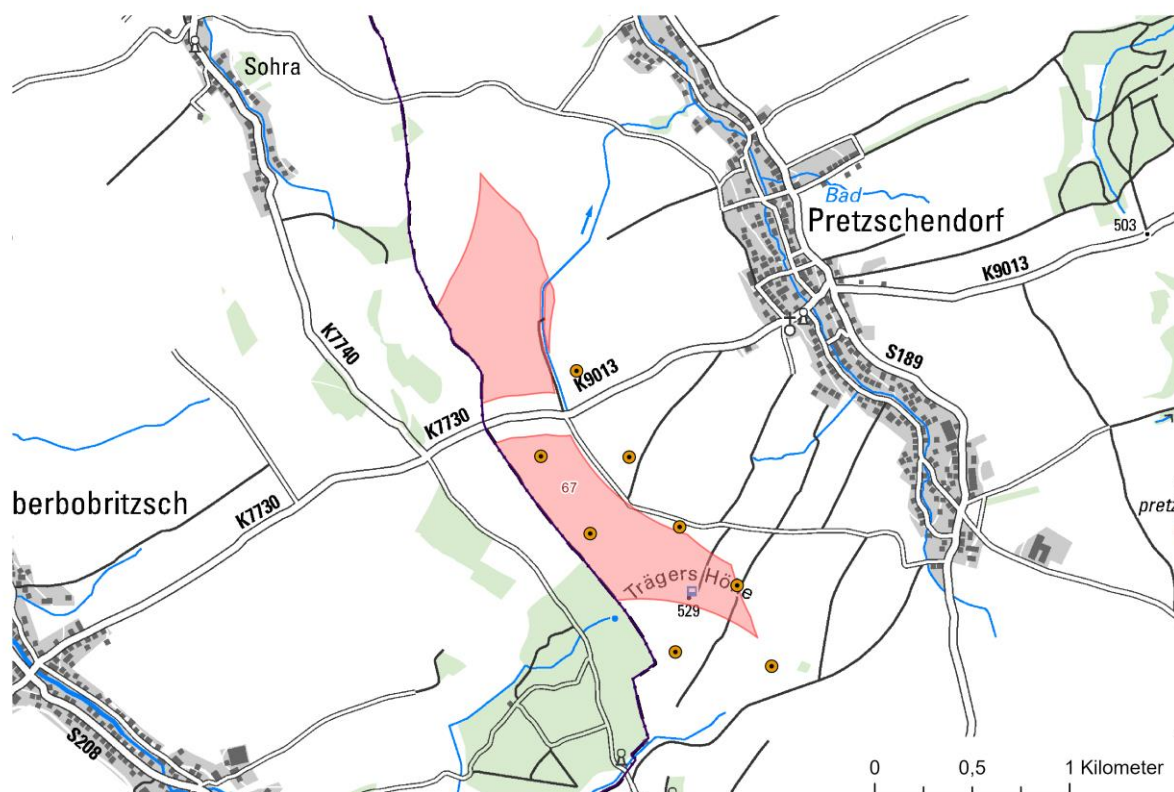 Sohra
Bad
Pretzschendorf
503
K9013
K7740
K9013
S189
K7730
67
berbobritzsch
K7730
pretz
Trägers Höhe
529
S208
0 0,5 1 Kilometer